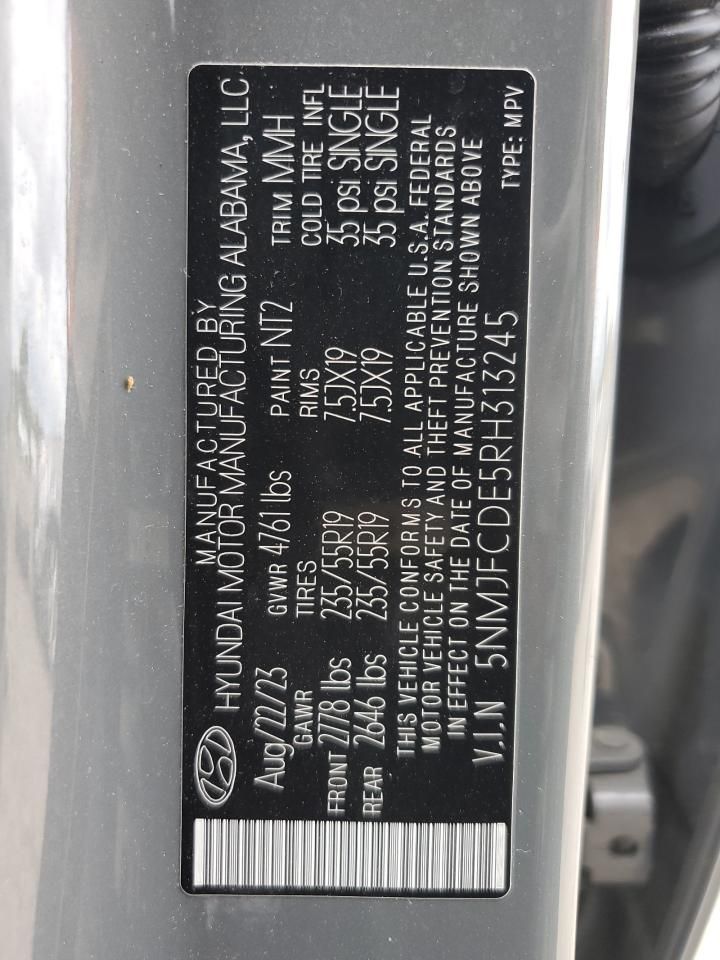 MANUFACTURED BY
HYUNDAI MOTOR MANUFACTURING ALABAMA, LLC
Aug/22/23 GVWR 4761 lbs PAINT NT2 TRIM MMH
GAWR TIRES RIMS COLD TIRE INFL
FRONT 2778 lbs 235/55R19 7.5JX19 35 psi SINGLE
REAR 2646 lbs 235/55R19 7.5JX19 35 psi SINGLE
THIS VEHICLE CONFORMS TO ALL APPLICABLE U.S.A. FEDERAL
MOTOR VEHICLE SAFETY AND THEFT PREVENTION STANDARDS
IN EFFECT ON THE DATE OF MANUFACTURE SHOWN ABOVE
V.I.N 5NMJFCDE5RH313245 TYPE: MPV